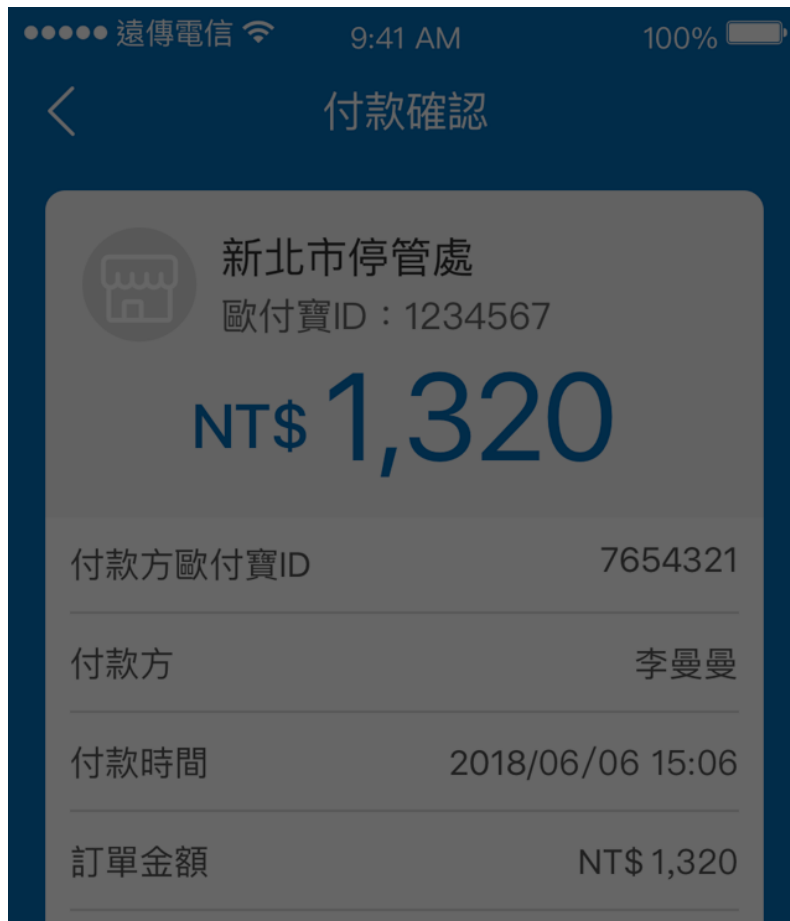 遠傳電信 9:41 AM 100%
付款確認
新北市停管處
歐付寶ID：1234567
NT$ 1,320
付款方歐付寶ID 7654321
付款方 李曼曼
付款時間 2018/06/06 15:06
訂單金額 NT$ 1,320